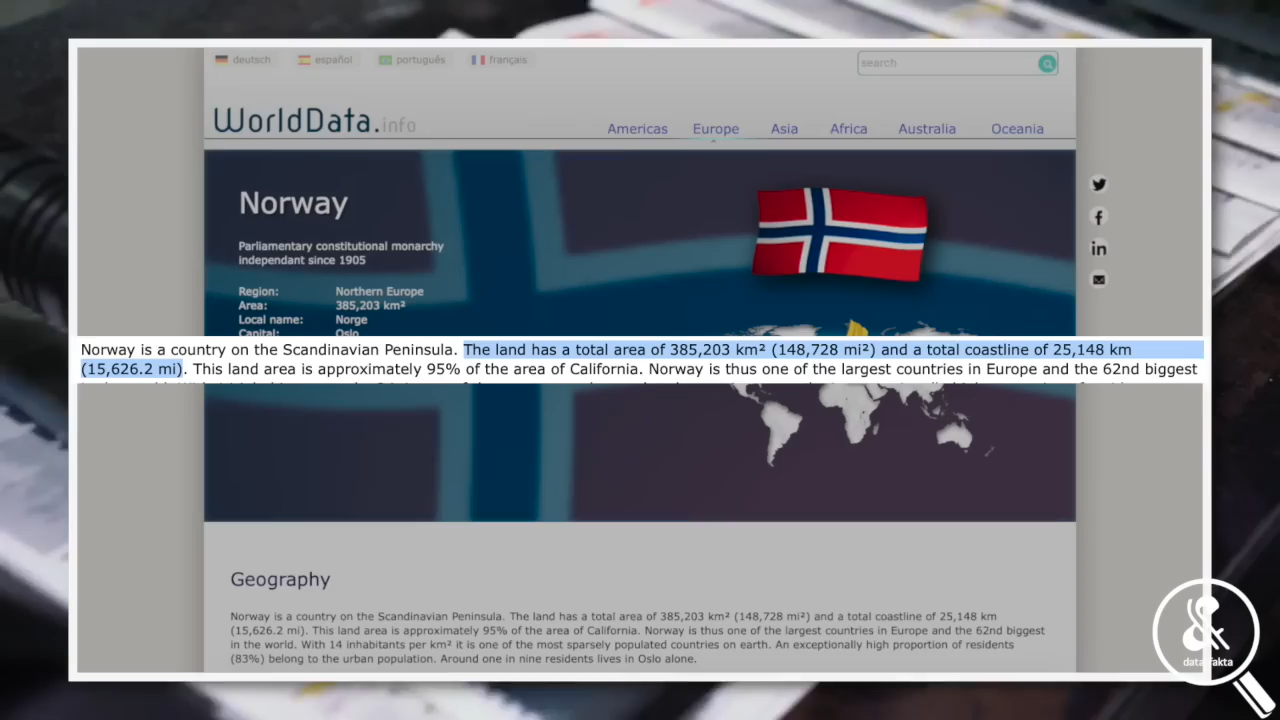 deutsch español português français
search
WorldData.info
Americas Europe Asia Africa Australia Oceania
Norway
Parliamentary constitutional monarchy
independant since 1905
Region: Northern Europe
Area: 385,203 km²
Local name: Norge
Capital: Oslo
Norway is a country on the Scandinavian Peninsula. The land has a total area of 385,203 km² (148,728 mi²) and a total coastline of 25,148 km
(15,626.2 mi). This land area is approximately 95% of the area of California. Norway is thus one of the largest countries in Europe and the 62nd biggest
Geography
Norway is a country on the Scandinavian Peninsula. The land has a total area of 385,203 km² (148,728 mi²) and a total coastline of 25,148 km
(15,626.2 mi). This land area is approximately 95% of the area of California. Norway is thus one of the largest countries in Europe and the 62nd biggest
in the world. With 14 inhabitants per km² it is one of the most sparsely populated countries on earth. An exceptionally high proportion of residents
(83%) belong to the urban population. Around one in nine residents lives in Oslo alone.
data fakta